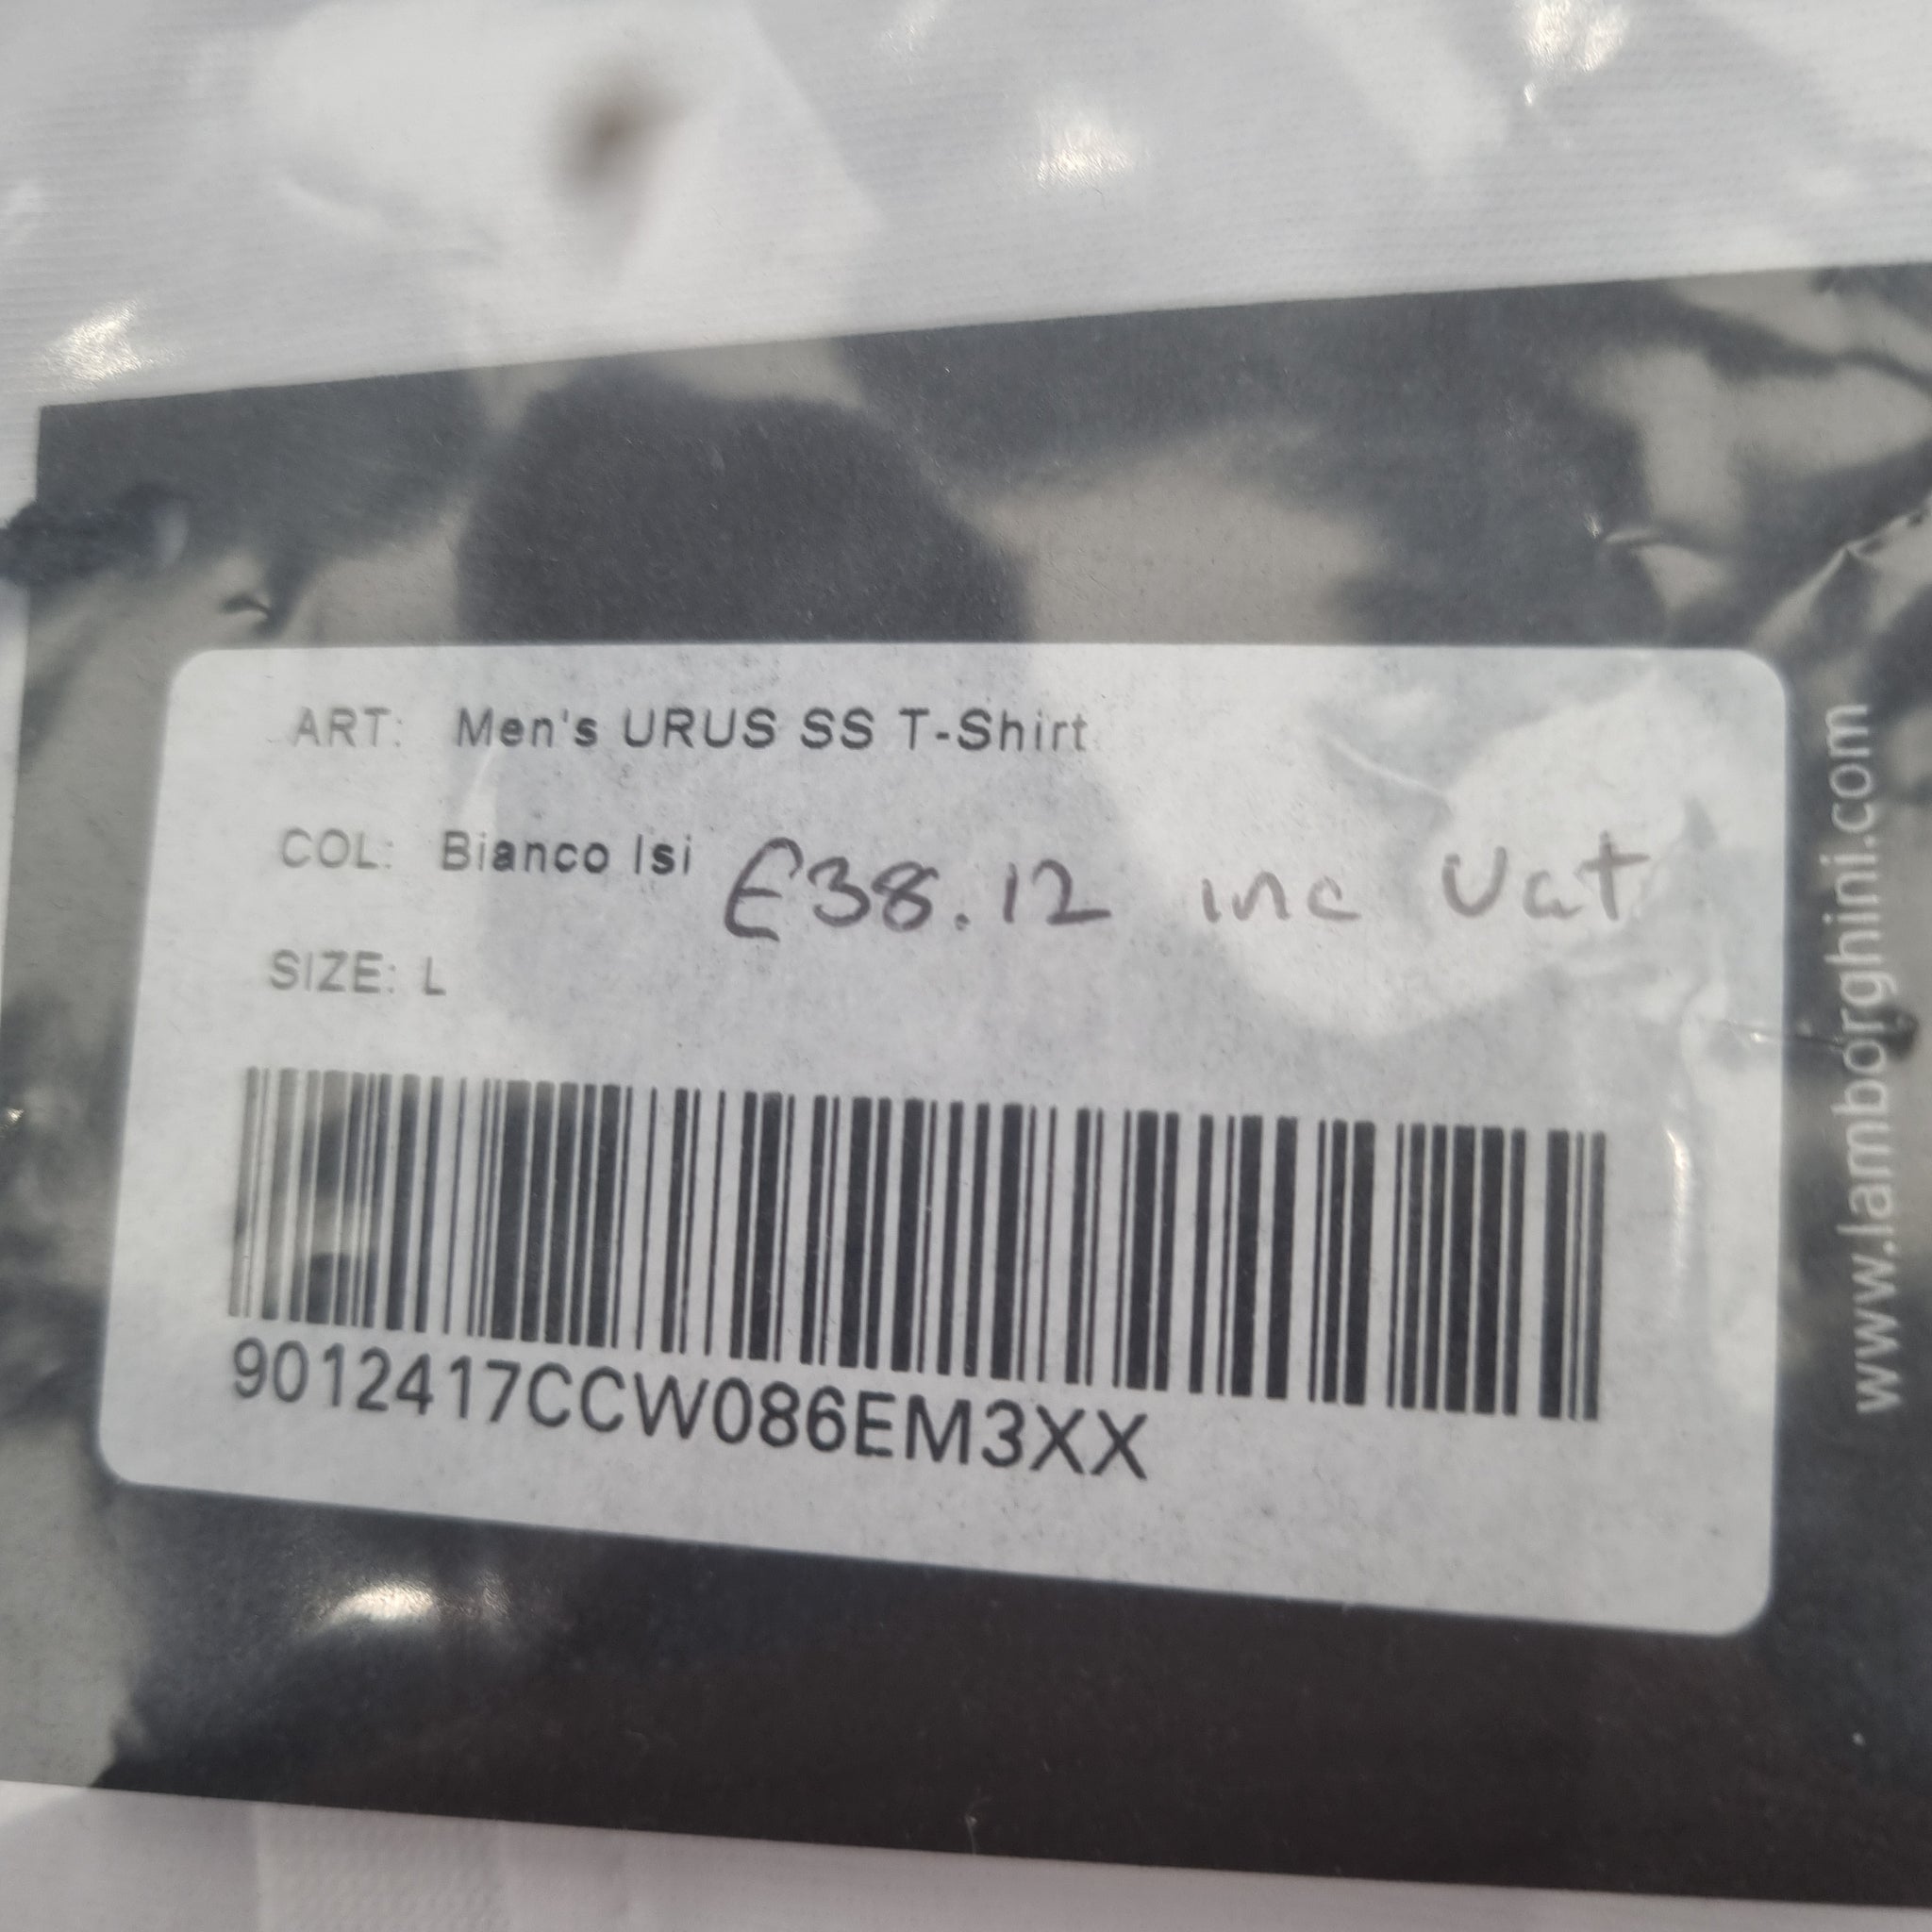 ART: Men's URUS SS T-Shirt
COL: Bianco Isi £38.12 inc Vat
SIZE: L
9012417CCW086EM3XX
www.lamborghini.com